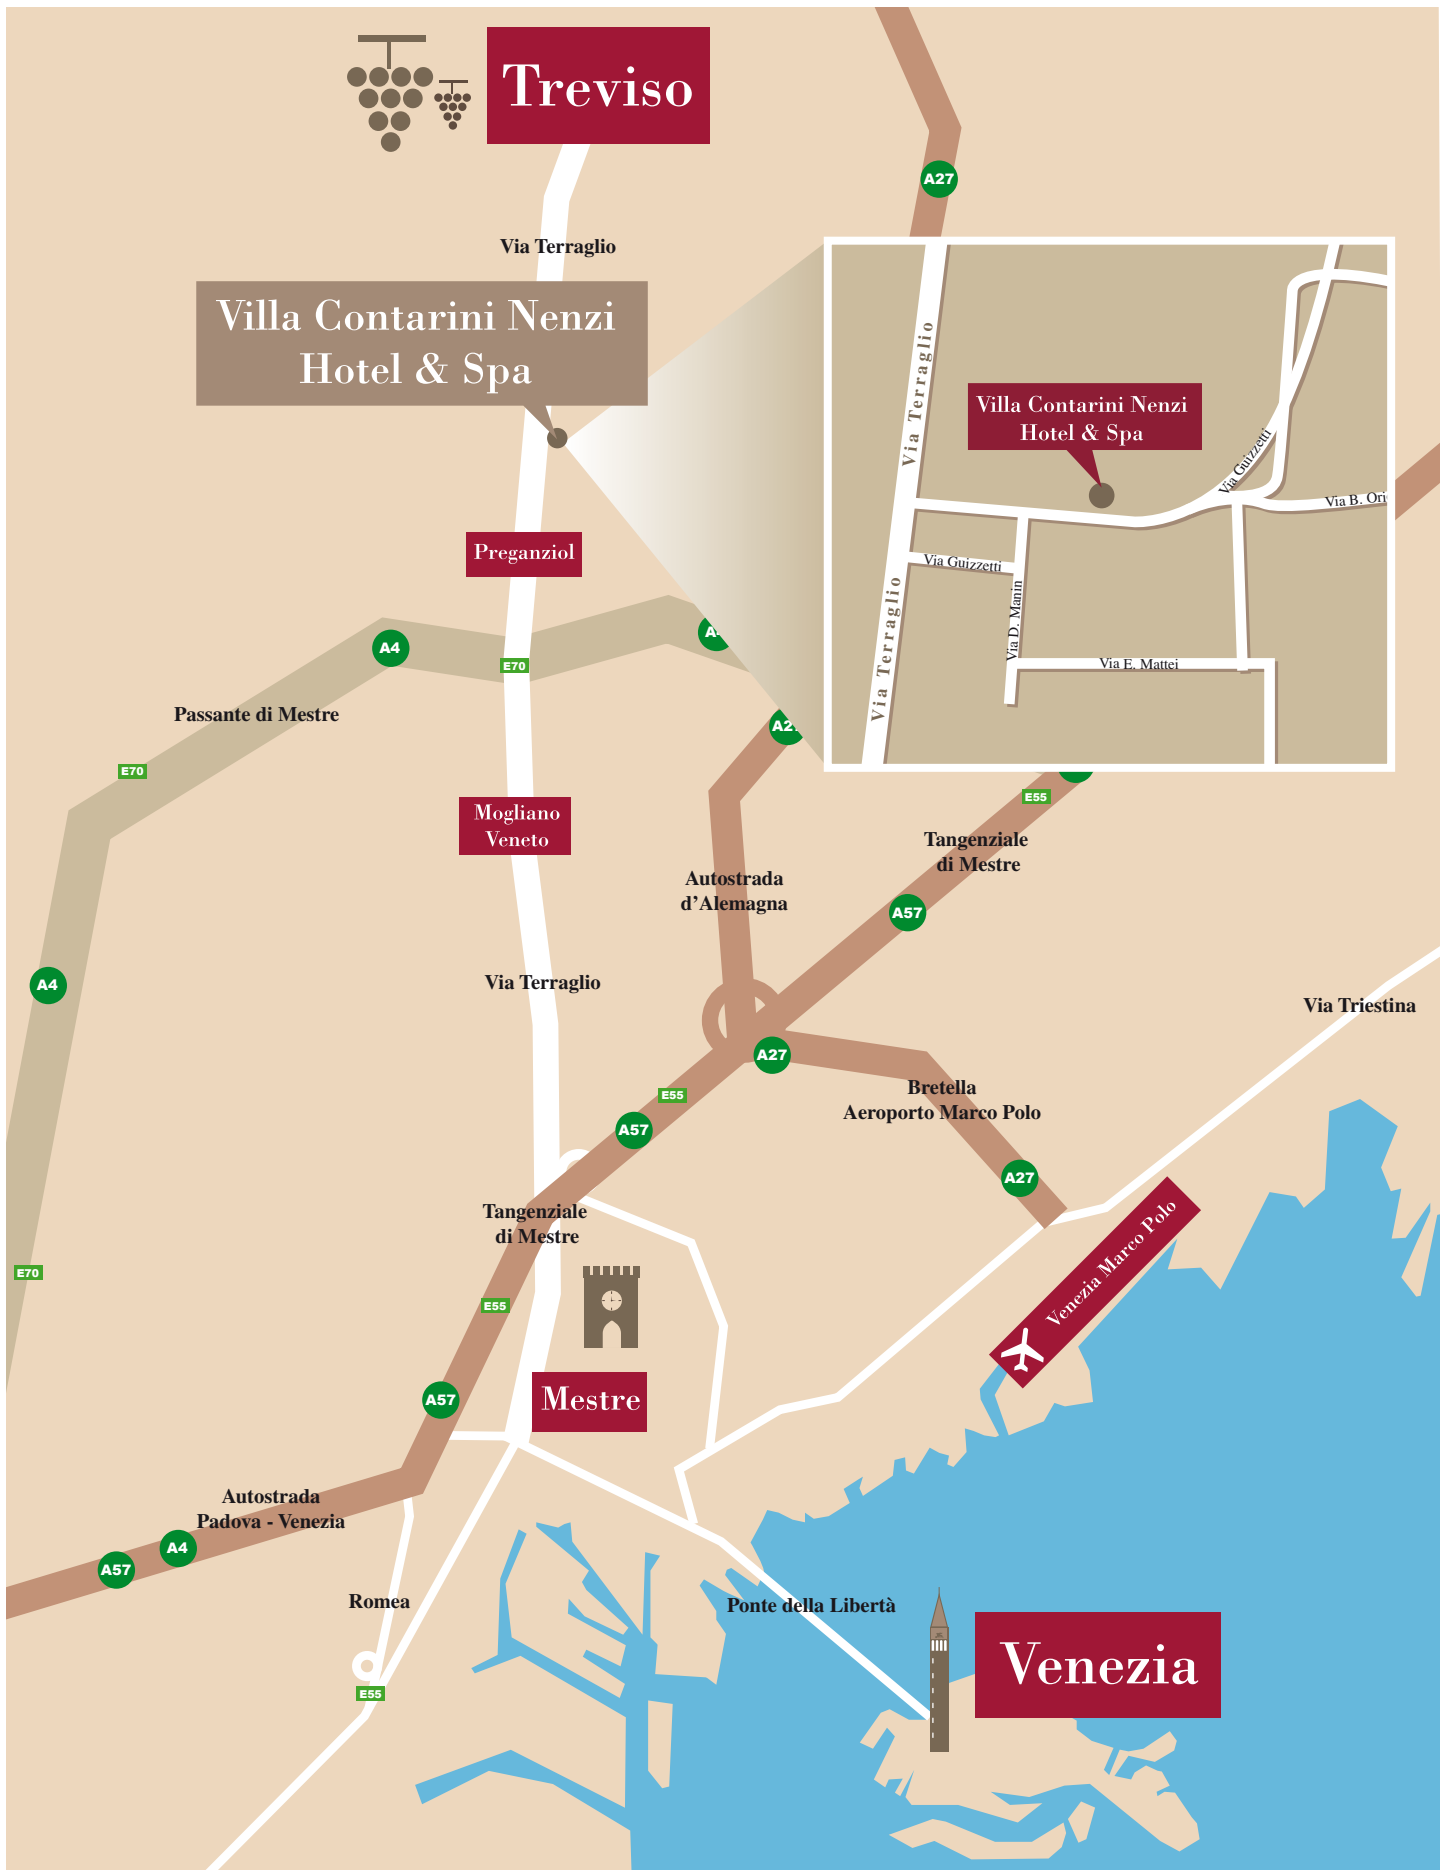 Treviso
A27
Via Terraglio
Villa Contarini Nenzi
Hotel & Spa
Via Terraglio
Villa Contarini Nenzi
Hotel & Spa
Via Guizzetti
Via B. Ori
Via Guizzetti
Via D. Manin
Via Terraglio
Via E. Mattei
Preganziol
A4
A4
E70
Passante di Mestre
A27
E70
E55
Mogliano
Veneto
Tangenziale
di Mestre
Autostrada
d’Alemagna
A57
A4
Via Terraglio
Via Triestina
A27
Bretella
Aeroporto Marco Polo
E55
A57
A27
Tangenziale
di Mestre
Venezia Marco Polo
E70
E55
A57
Mestre
Autostrada
Padova - Venezia
A4
A57
Romea
Ponte della Libertà
Venezia
E55